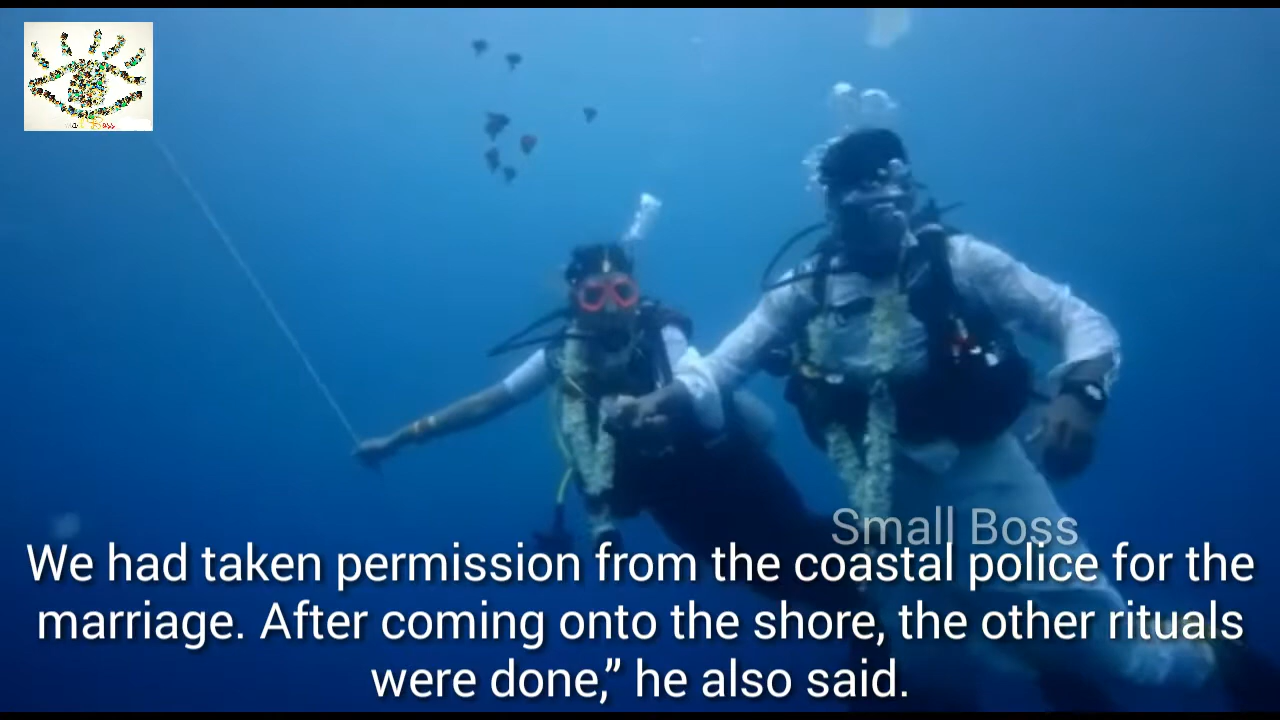 Small Boss
We had taken permission from the coastal police for the
marriage. After coming onto the shore, the other rituals
were done,” he also said.